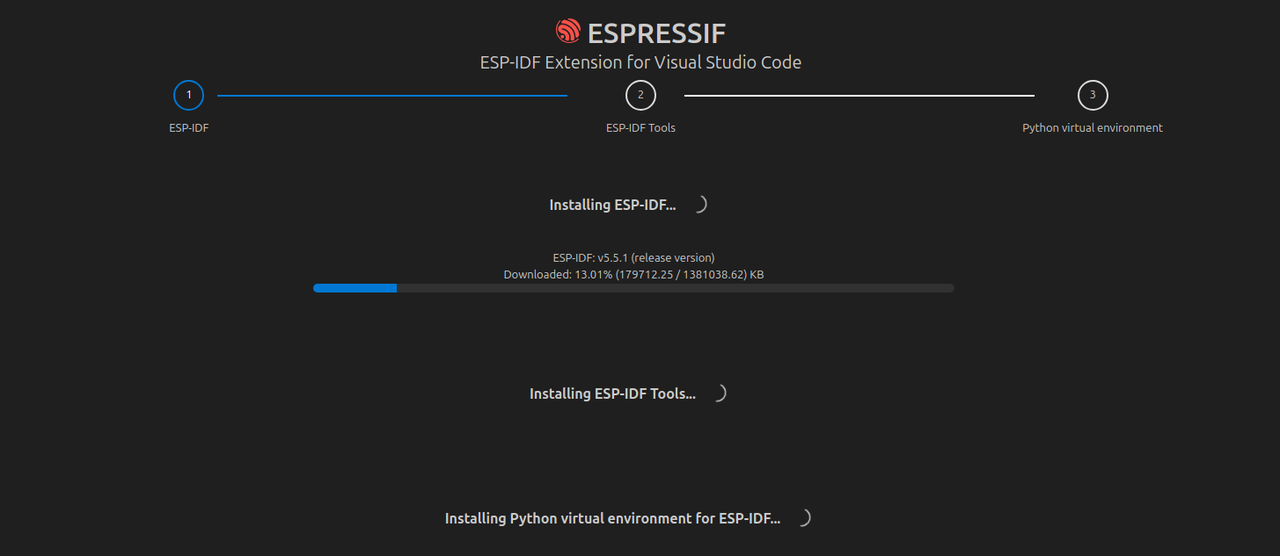 ESPRESSIF
ESP-IDF Extension for Visual Studio Code
1 2 3
ESP-IDF ESP-IDF Tools Python virtual environment
Installing ESP-IDF...
ESP-IDF: v5.5.1 (release version)
Downloaded: 13.01% (179712.25 / 1381038.62) KB
Installing ESP-IDF Tools...
Installing Python virtual environment for ESP-IDF...